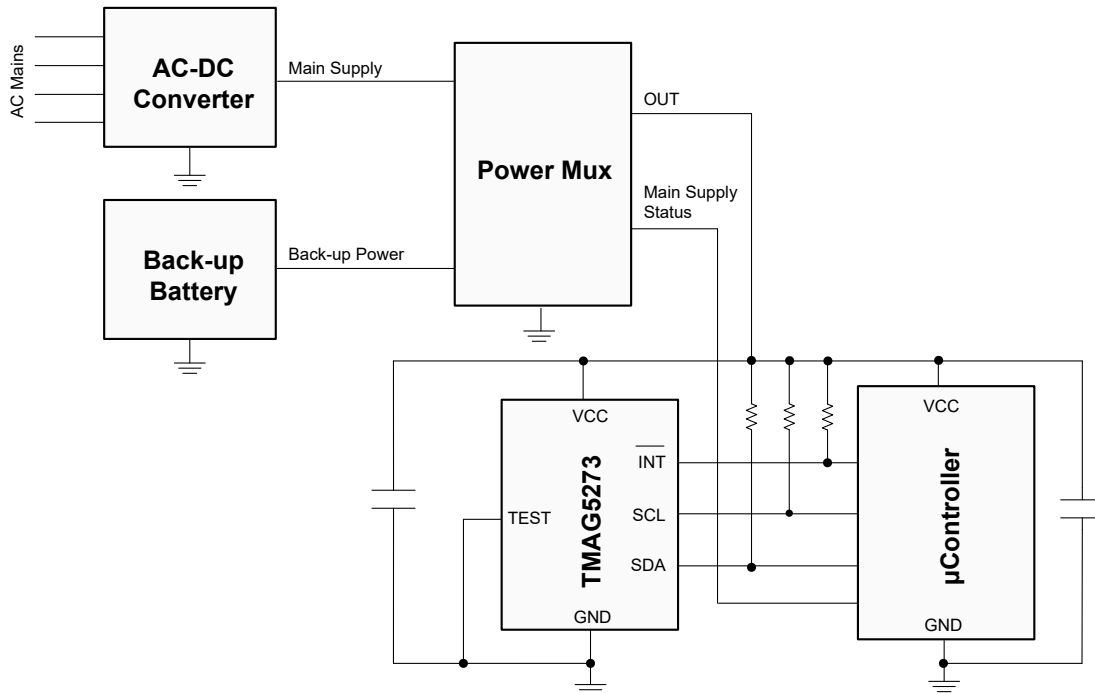 AC Mains
AC-DC
Converter
Main Supply
OUT
Power Mux
Main Supply
Status
Back-up
Battery
Back-up Power
VCC
INT
SCL
SDA
TEST
TMAG5273
GND
VCC
µController
GND